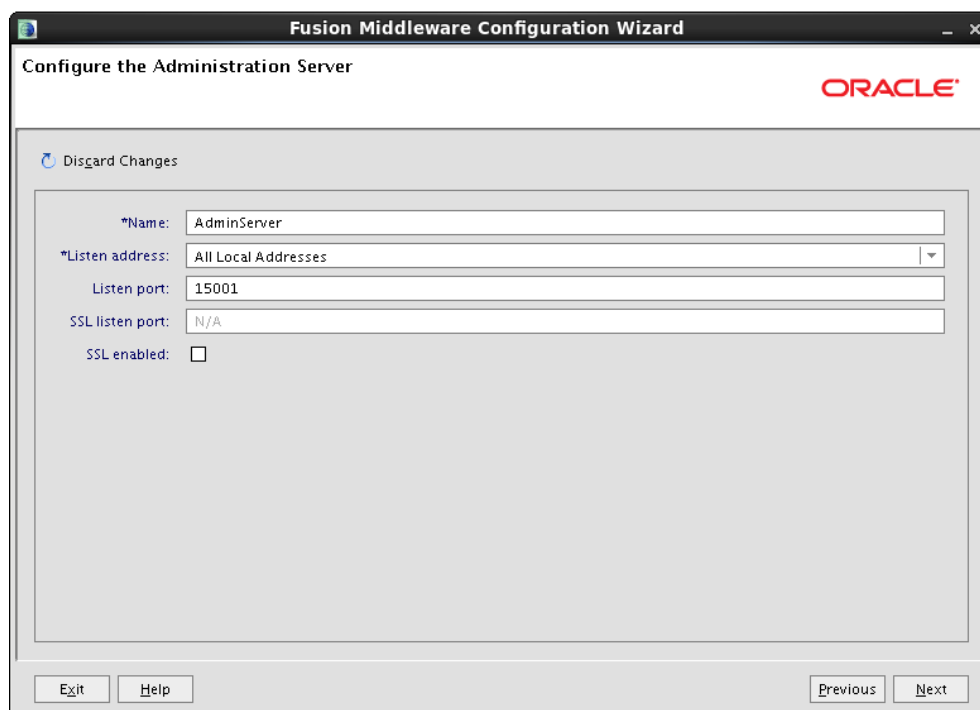 Fusion Middleware Configuration Wizard
Configure the Administration Server
ORACLE
Discard Changes
*Name: AdminServer
*Listen address: All Local Addresses
Listen port: 15001
SSL listen port: N/A
SSL enabled:
Exit Help Previous Next